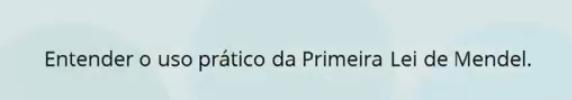 Entender o uso prático da Primeira Lei de Mendel.